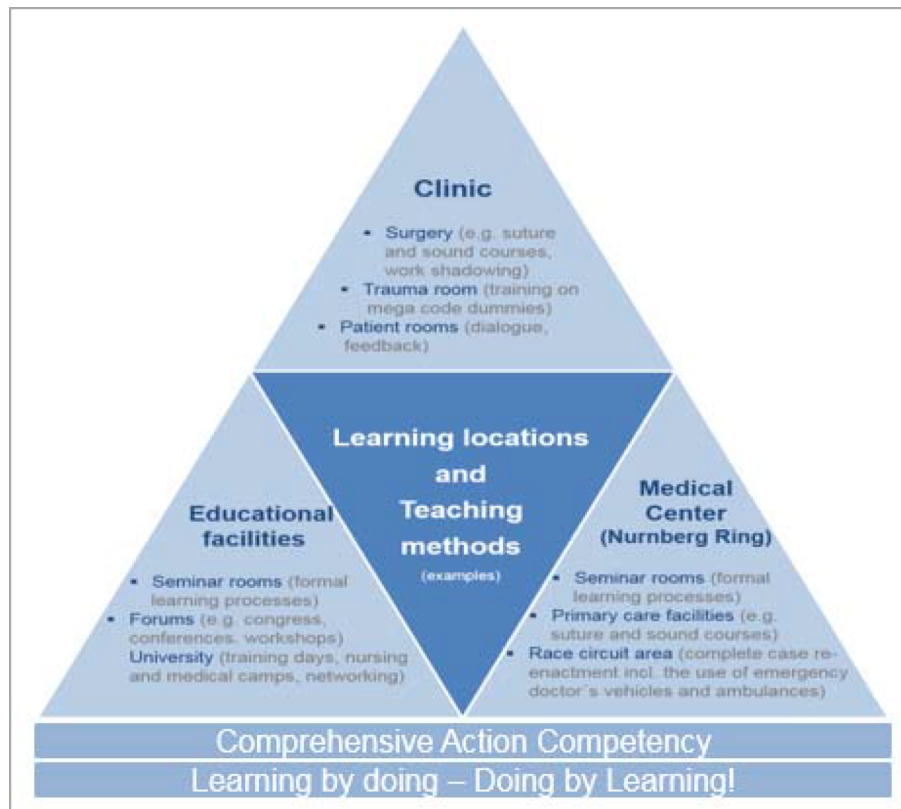 Clinic
▪ Surgery (e.g. suture
and sound courses,
work shadowing)
▪ Trauma room (training on
mega code dummies)
▪ Patient rooms (dialogue,
feedback)
Learning locations
and
Teaching
methods
(examples)
Educational
facilities
▪ Seminar rooms (formal
learning processes)
▪ Forums (e.g. congress,
conferences. workshops)
University (training days, nursing
and medical camps, networking)
Medical
Center
(Nurnberg Ring)
▪ Seminar rooms (formal
learning processes)
▪ Primary care facilities (e.g.
suture and sound courses)
▪ Race circuit area (complete case re-
enactment incl. the use of emergency
doctor´s vehicles and ambulances)
Comprehensive Action Competency
Learning by doing – Doing by Learning!